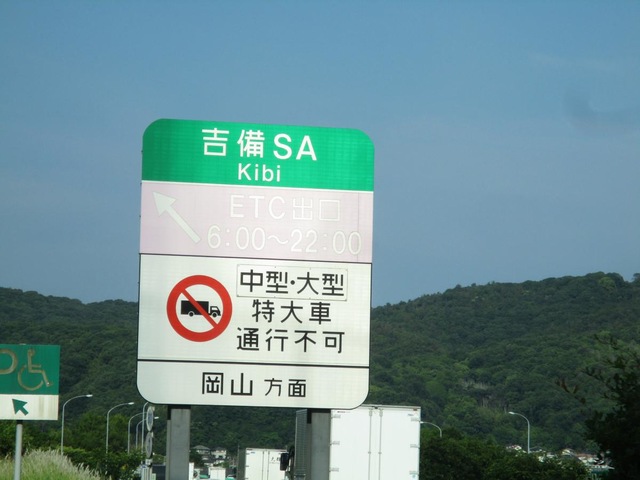 吉備SA
Kibi
ETC出口
6:00～22:00
中型・大型
特大車
通行不可
岡山 方面